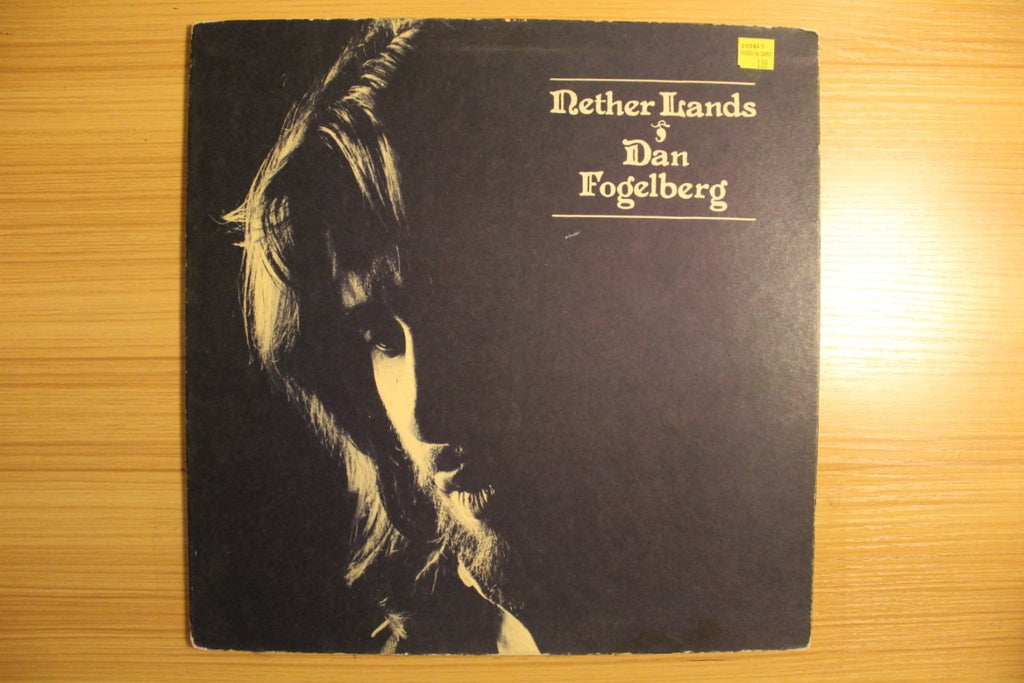 Nether Lands
Dan
Fogelberg